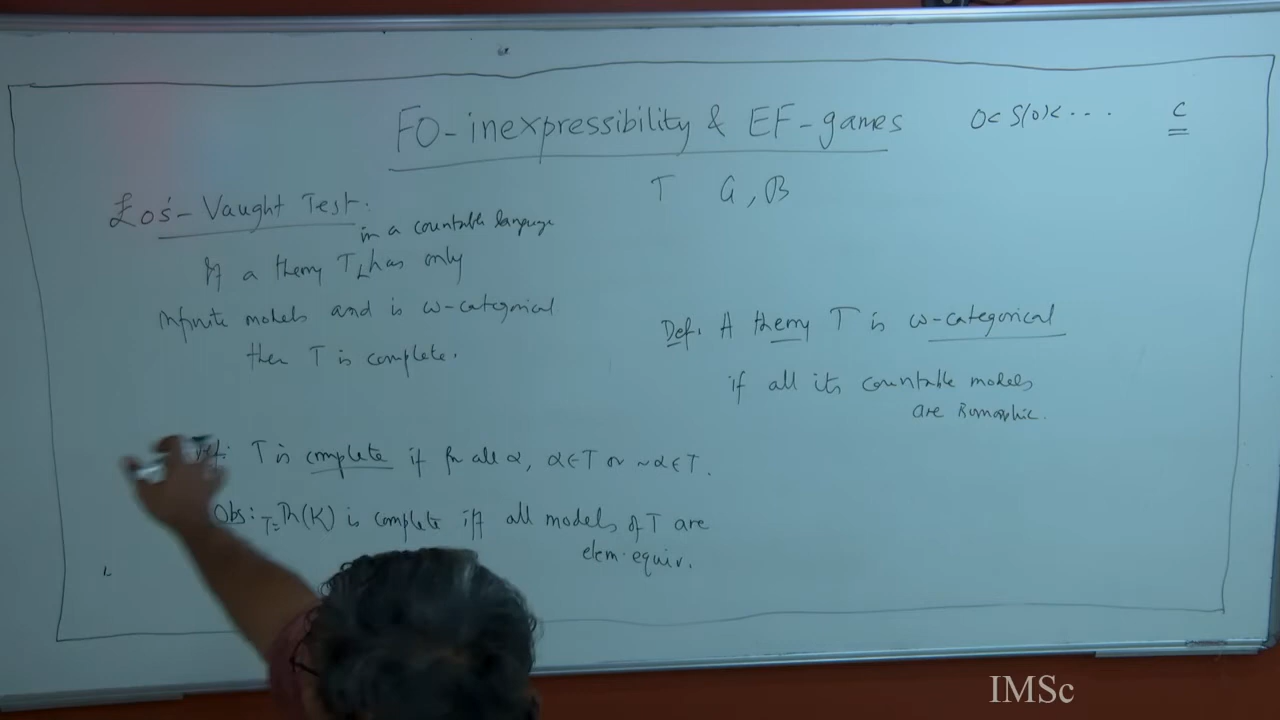 FO-inexpressibility & EF-games
0 < S(0) < ....
c
T G, B
Łoś-Vaught Test:
in a countable language
If a theory T has only
infinite models and is ω-categorical
then T is complete.
Def. A theory T is ω-categorical
if all its countable models
are isomorphic.
Def: T is complete if for all α, α∈T or ~α∈T.
Obs: T=Th(K) is complete iff all models of T are
elem. equiv.
IMSc